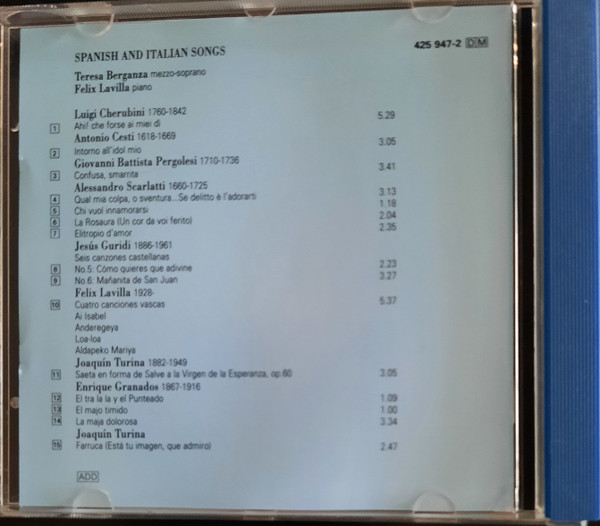 SPANISH AND ITALIAN SONGS
425 947-2 DM
Teresa Berganza mezzo-soprano
Felix Lavilla piano
Luigi Cherubini 1760-1842
1 Ahi! che forse ai miei dì 5.29
Antonio Cesti 1618-1669
2 Intorno all'idol mio 3.05
Giovanni Battista Pergolesi 1710-1736
3 Confusa, smarrita 3.41
Alessandro Scarlatti 1660-1725
4 Qual mia colpa, o sventura...Se delitto è l'adorarti 3.13
5 Chi vuol innamorarsi 1.18
6 La Rosaura (Un cor da voi ferito) 2.04
7 Elitropio d'amor 2.35
Jesús Guridi 1886-1961
Seis canzones castellanas
8 No.5: Cómo quieres que adivine 2.23
9 No.6: Mañanita de San Juan 3.27
Felix Lavilla 1928-
10 Cuatro canciones vascas 5.37
Ai Isabel
Anderegeya
Loa-loa
Aldapeko Mariya
Joaquín Turina 1882-1949
11 Saeta en forma de Salve a la Virgen de la Esperanza, op.60 3.05
Enrique Granados 1867-1916
12 El tra la la y el Punteado 1.09
13 El majo timido 1.00
14 La maja dolorosa 3.34
Joaquín Turina
15 Farruca (Está tu imagen, que admiro) 2.47
ADD